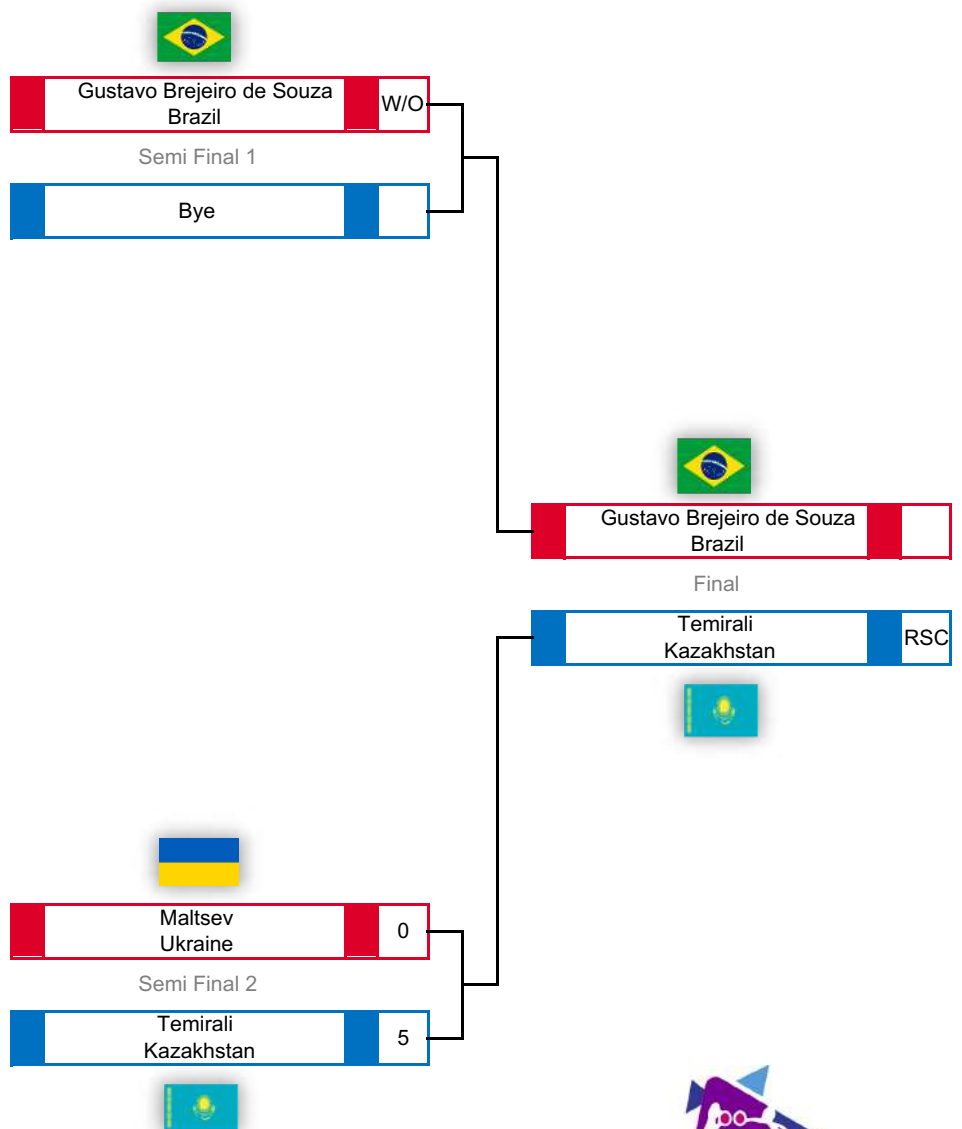 Gustavo Brejeiro de Souza
Brazil
W/O
Semi Final 1
Bye
Gustavo Brejeiro de Souza
Brazil
Final
Temirali
Kazakhstan
RSC
Maltsev
Ukraine
0
Semi Final 2
Temirali
Kazakhstan
5